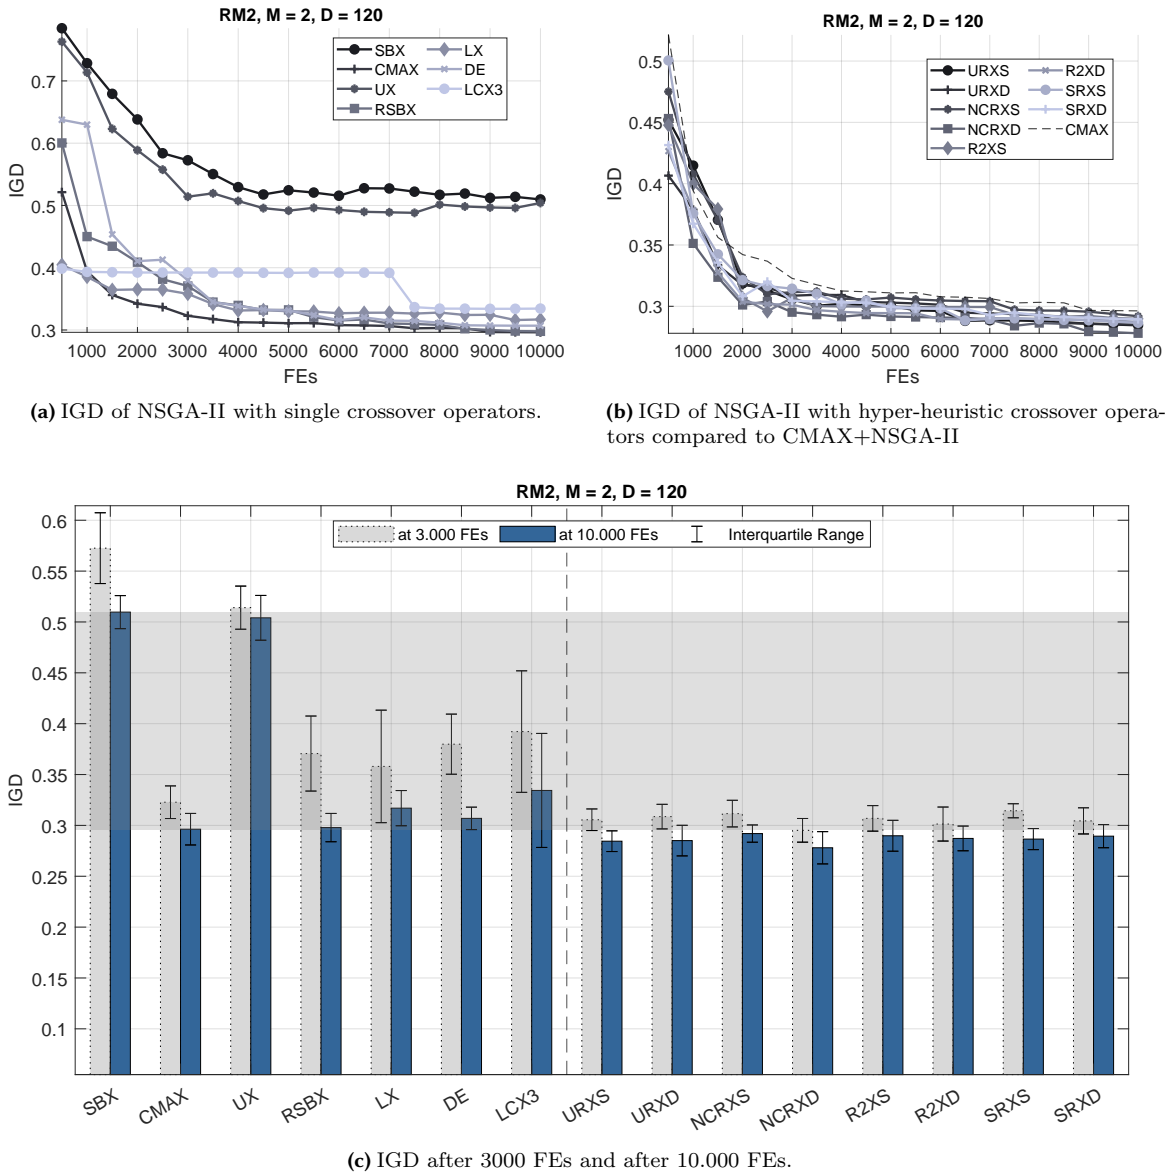 RM2, M = 2, D = 120
IGD
0.7
0.6
0.5
0.4
0.3
SBX
CMAX
UX
RSBX
LX
DE
LCX3
1000 2000 3000 4000 5000 6000 7000 8000 9000 10000
FEs
(a) IGD of NSGA-II with single crossover operators.
RM2, M = 2, D = 120
IGD
0.5
0.45
0.4
0.35
0.3
URXS
URXD
NCRXS
NCRXD
R2XS
R2XD
SRXS
SRXD
CMAX
1000 2000 3000 4000 5000 6000 7000 8000 9000 10000
FEs
(b) IGD of NSGA-II with hyper-heuristic crossover opera-
tors compared to CMAX+NSGA-II
RM2, M = 2, D = 120
at 3.000 FEs at 10.000 FEs Interquartile Range
IGD
0.6
0.55
0.5
0.45
0.4
0.35
0.3
0.25
0.2
0.15
0.1
SBX CMAX UX RSBX LX DE LCX3 URXS URXD NCRXS NCRXD R2XS R2XD SRXS SRXD
(c) IGD after 3000 FEs and after 10.000 FEs.